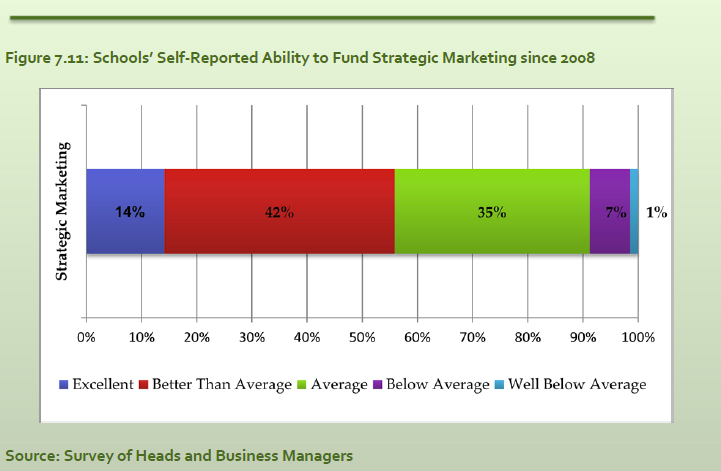 Figure 7.11: Schools' Self-Reported Ability to Fund Strategic Marketing since 2008
Strategic Marketing
14% 42% 35% 7% 1%
0% 10% 20% 30% 40% 50% 60% 70% 80% 90% 100%
Excellent Better Than Average Average Below Average Well Below Average
Source: Survey of Heads and Business Managers